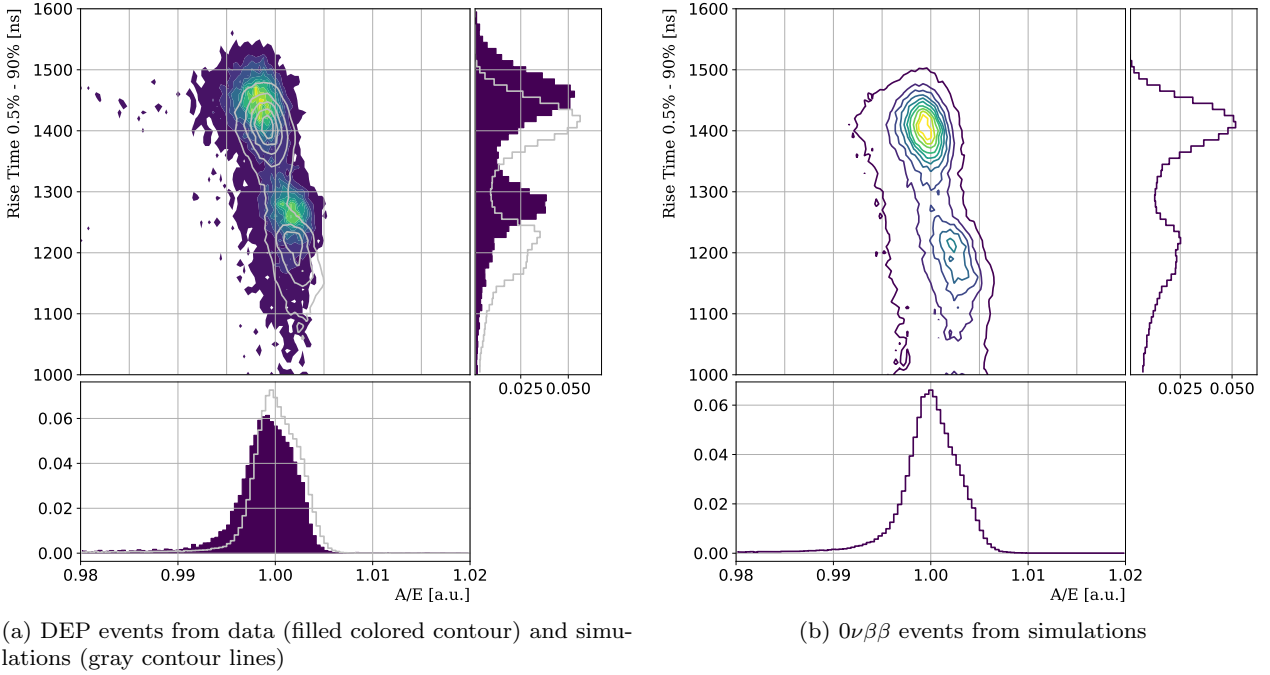 Rise Time 0.5% - 90% [ns]
1600
1500
1400
1300
1200
1100
1000
0.025 0.050
0.06
0.04
0.02
0.00
0.98 0.99 1.00 1.01 1.02
A/E [a.u.]
(a) DEP events from data (filled colored contour) and simu-
lations (gray contour lines)
Rise Time 0.5% - 90% [ns]
1600
1500
1400
1300
1200
1100
1000
0.025 0.050
0.06
0.04
0.02
0.00
0.98 0.99 1.00 1.01 1.02
A/E [a.u.]
(b) 0νββ events from simulations